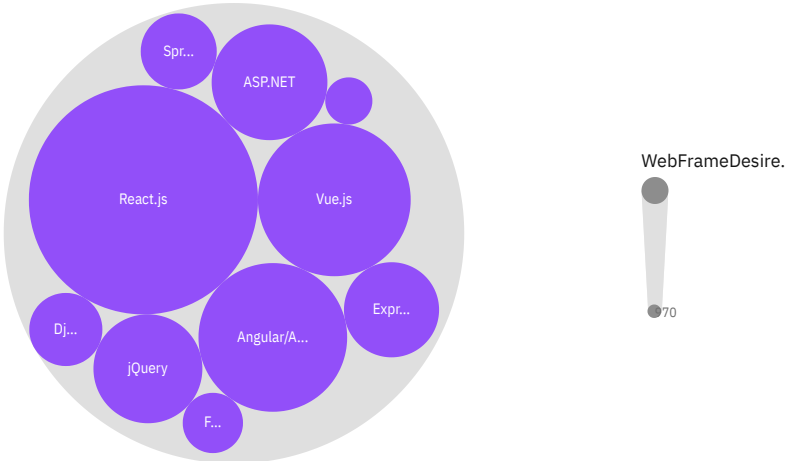 Spr...
ASP.NET
React.js
Vue.js
Expr...
Dj...
Angular/A...
jQuery
F...
WebFrameDesire.
970